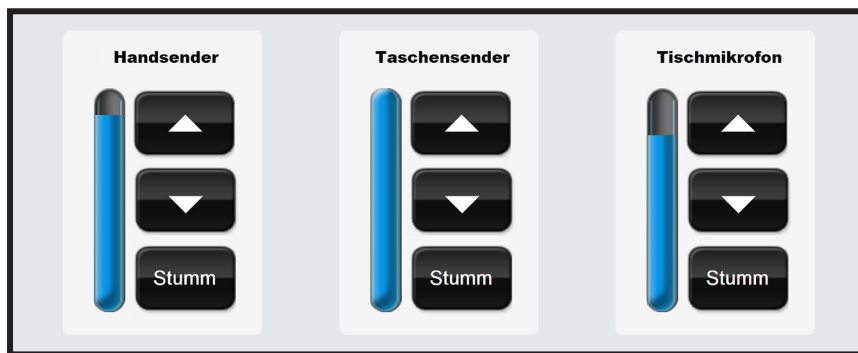 Handsender
Taschensender
Tischmikrofon
Stumm
Stumm
Stumm